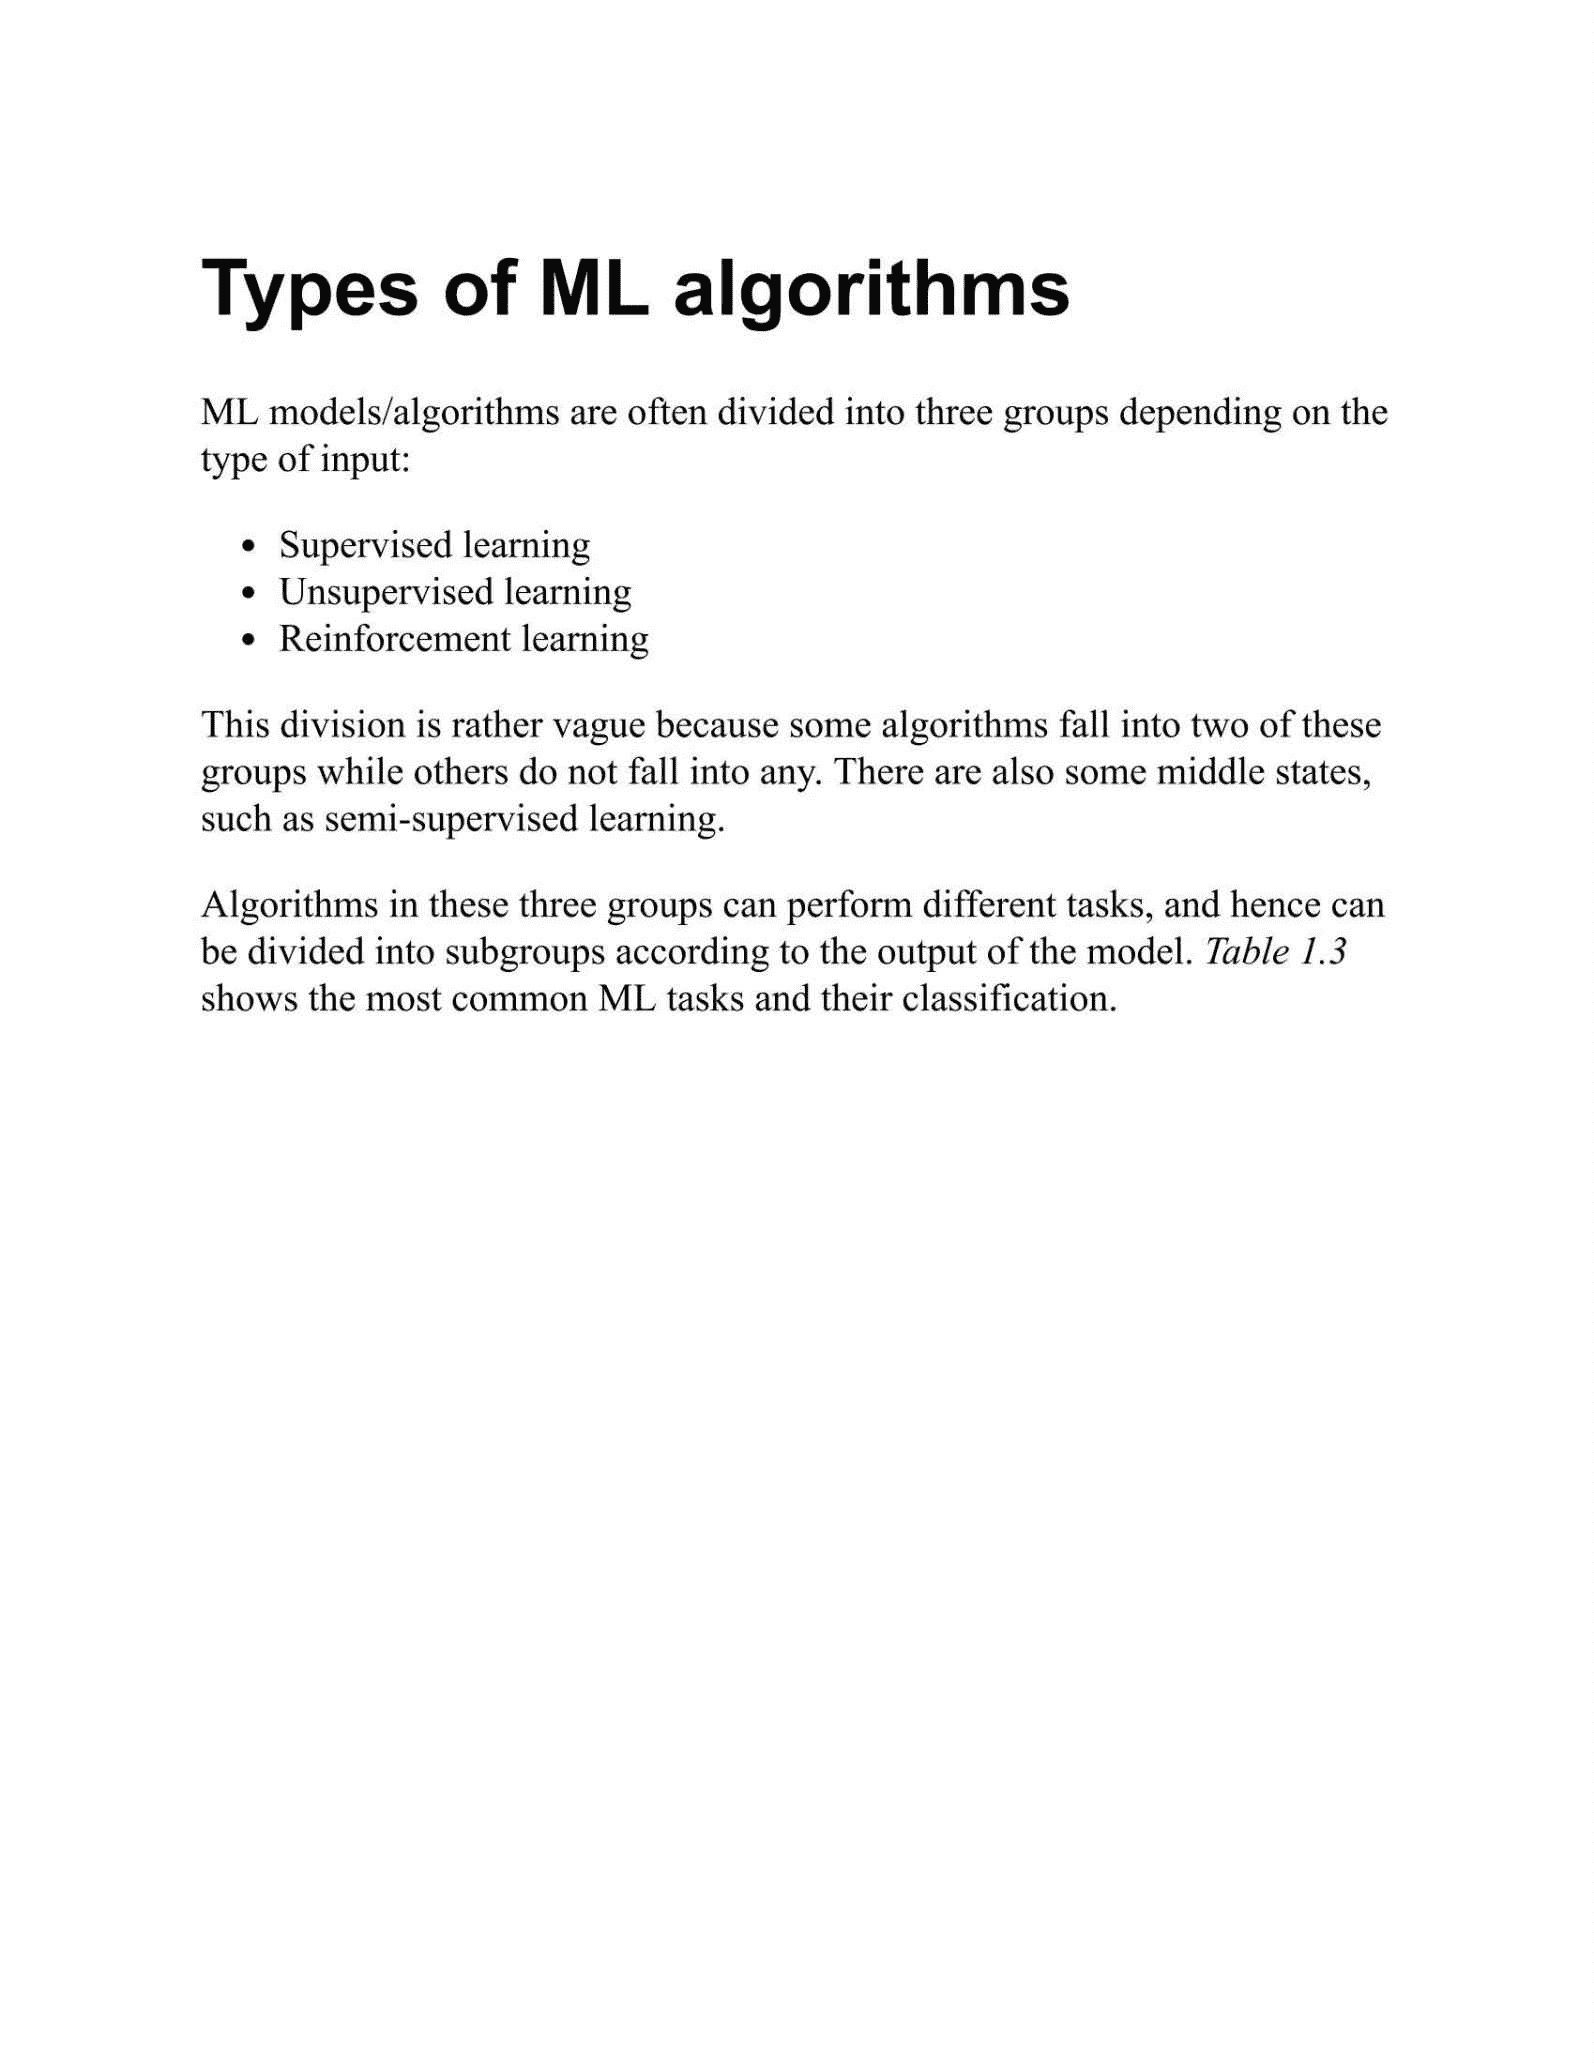 Types of ML algorithms
ML models/algorithms are often divided into three groups depending on the
type of input:
• Supervised learning
• Unsupervised learning
• Reinforcement learning
This division is rather vague because some algorithms fall into two of these
groups while others do not fall into any. There are also some middle states,
such as semi-supervised learning.
Algorithms in these three groups can perform different tasks, and hence can
be divided into subgroups according to the output of the model. Table 1.3
shows the most common ML tasks and their classification.